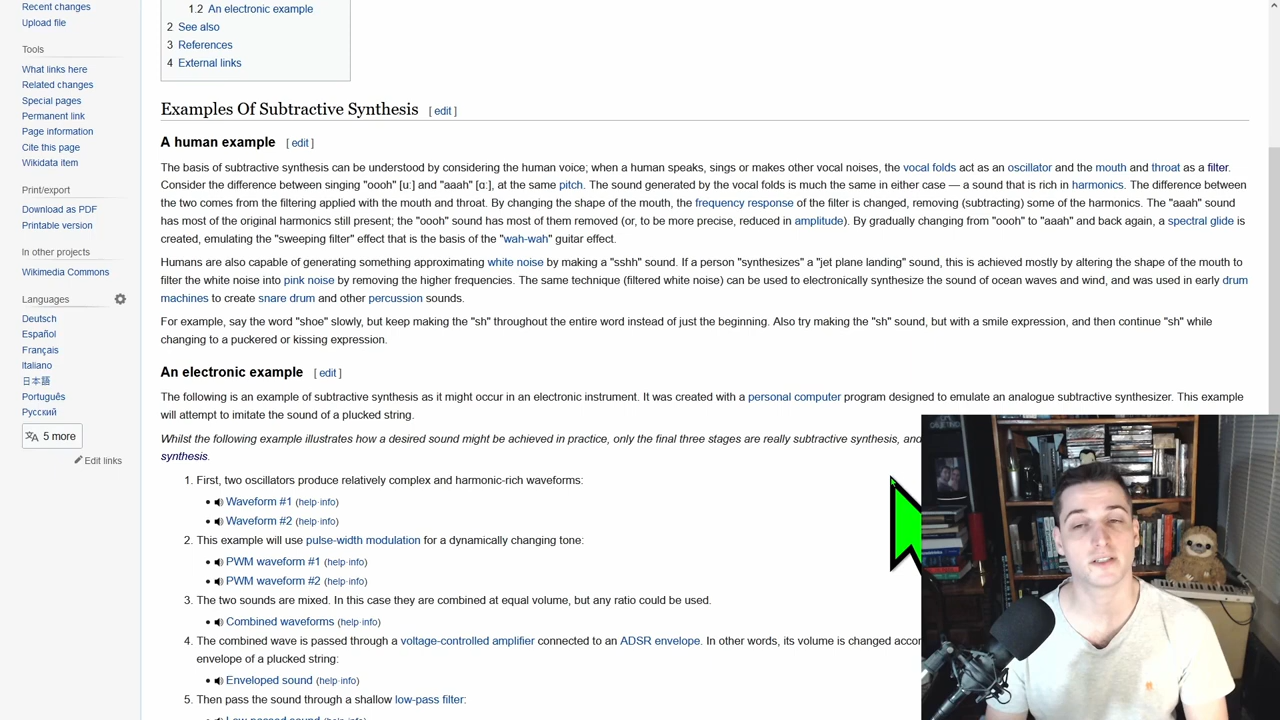 Recent changes
Upload file
Tools
What links here
Related changes
Special pages
Permanent link
Page information
Cite this page
Wikidata item
Print/export
Download as PDF
Printable version
In other projects
Wikimedia Commons
Languages
Deutsch
Español
Français
Italiano
日本語
Português
Русский
5 more
Edit links
1.2 An electronic example
2 See also
3 References
4 External links
Examples Of Subtractive Synthesis [ edit ]
A human example [ edit ]
The basis of subtractive synthesis can be understood by considering the human voice; when a human speaks, sings or makes other vocal noises, the vocal folds act as an oscillator and the mouth and throat as a filter.
Consider the difference between singing "oooh" [uː] and "aaah" [ɑː], at the same pitch. The sound generated by the vocal folds is much the same in either case — a sound that is rich in harmonics. The difference between
the two comes from the filtering applied with the mouth and throat. By changing the shape of the mouth, the frequency response of the filter is changed, removing (subtracting) some of the harmonics. The "aaah" sound
has most of the original harmonics still present; the "oooh" sound has most of them removed (or, to be more precise, reduced in amplitude). By gradually changing from "oooh" to "aaah" and back again, a spectral glide is
created, emulating the "sweeping filter" effect that is the basis of the "wah-wah" guitar effect.
Humans are also capable of generating something approximating white noise by making a "sshh" sound. If a person "synthesizes" a "jet plane landing" sound, this is achieved mostly by altering the shape of the mouth to
filter the white noise into pink noise by removing the higher frequencies. The same technique (filtered white noise) can be used to electronically synthesize the sound of ocean waves and wind, and was used in early drum
machines to create snare drum and other percussion sounds.
For example, say the word "shoe" slowly, but keep making the "sh" throughout the entire word instead of just the beginning. Also try making the "sh" sound, but with a smile expression, and then continue "sh" while
changing to a puckered or kissing expression.
An electronic example [ edit ]
The following is an example of subtractive synthesis as it might occur in an electronic instrument. It was created with a personal computer program designed to emulate an analogue subtractive synthesizer. This example
will attempt to imitate the sound of a plucked string.
Whilst the following example illustrates how a desired sound might be achieved in practice, only the final three stages are really subtractive synthesis, and
synthesis.
1. First, two oscillators produce relatively complex and harmonic-rich waveforms:
Waveform #1 (help·info)
Waveform #2 (help·info)
2. This example will use pulse-width modulation for a dynamically changing tone:
PWM waveform #1 (help·info)
PWM waveform #2 (help·info)
3. The two sounds are mixed. In this case they are combined at equal volume, but any ratio could be used.
Combined waveforms (help·info)
4. The combined wave is passed through a voltage-controlled amplifier connected to an ADSR envelope. In other words, its volume is changed
envelope of a plucked string:
Enveloped sound (help·info)
5. Then pass the sound through a shallow low-pass filter: